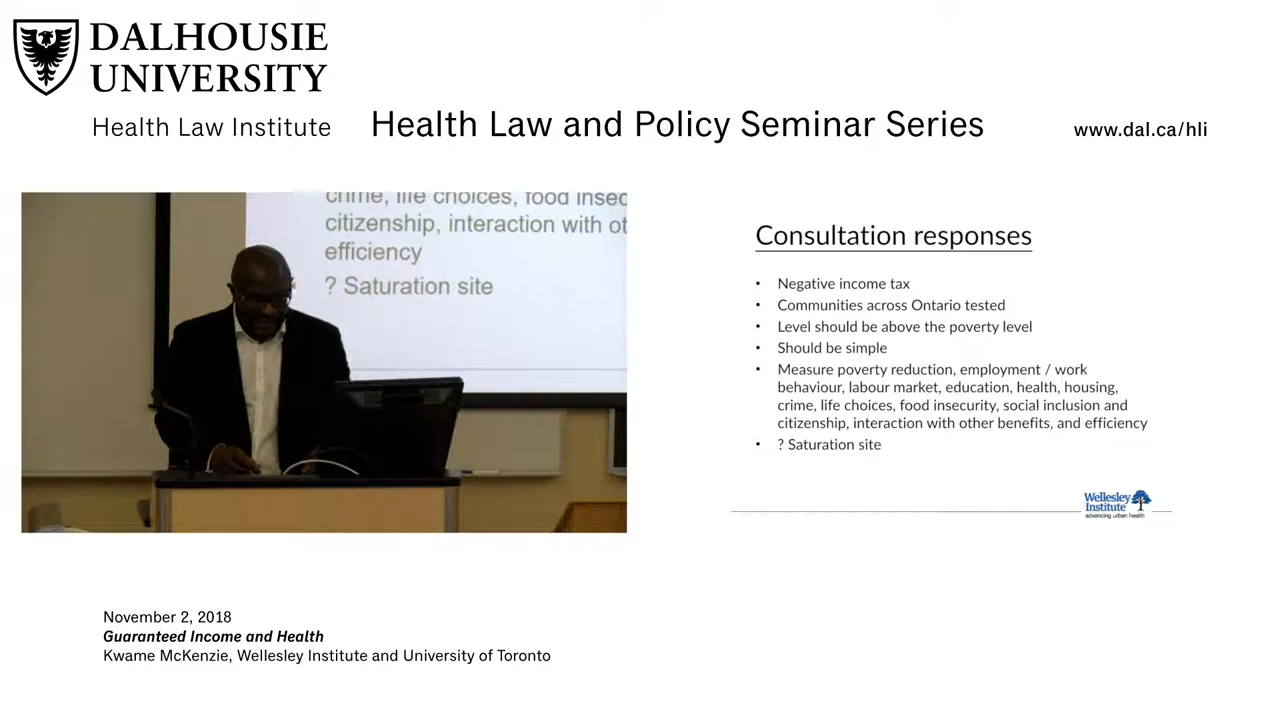 DALHOUSIE
UNIVERSITY
Health Law Institute
Health Law and Policy Seminar Series
www.dal.ca/hli
crime, life choices, food insec
citizenship, interaction with ot
efficiency
? Saturation site
Consultation responses
• Negative income tax
• Communities across Ontario tested
• Level should be above the poverty level
• Should be simple
• Measure poverty reduction, employment / work
behaviour, labour market, education, health, housing,
crime, life choices, food insecurity, social inclusion and
citizenship, interaction with other benefits, and efficiency
• ? Saturation site
Wellesley
Institute
advancing urban health
November 2, 2018
Guaranteed Income and Health
Kwame McKenzie, Wellesley Institute and University of Toronto